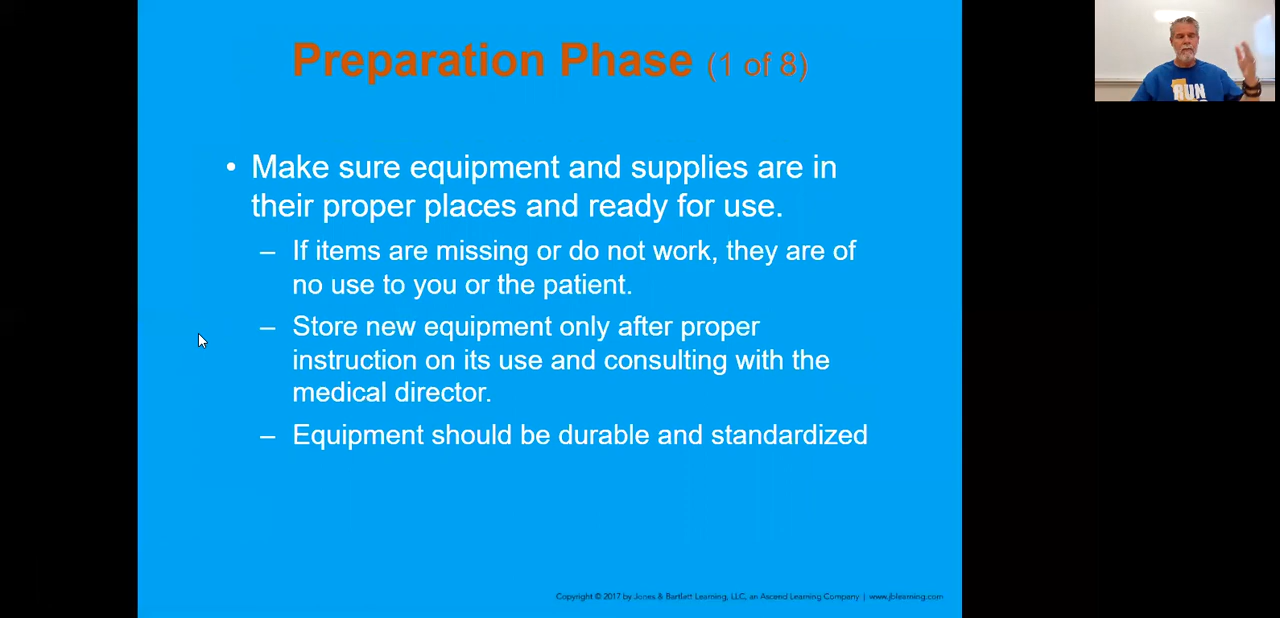 Preparation Phase (1 of 8)
• Make sure equipment and supplies are in
their proper places and ready for use.
– If items are missing or do not work, they are of
no use to you or the patient.
– Store new equipment only after proper
instruction on its use and consulting with the
medical director.
– Equipment should be durable and standardized
Copyright © 2017 by Jones & Bartlett Learning, LLC, an Ascend Learning Company | www.jblearning.com
RUN